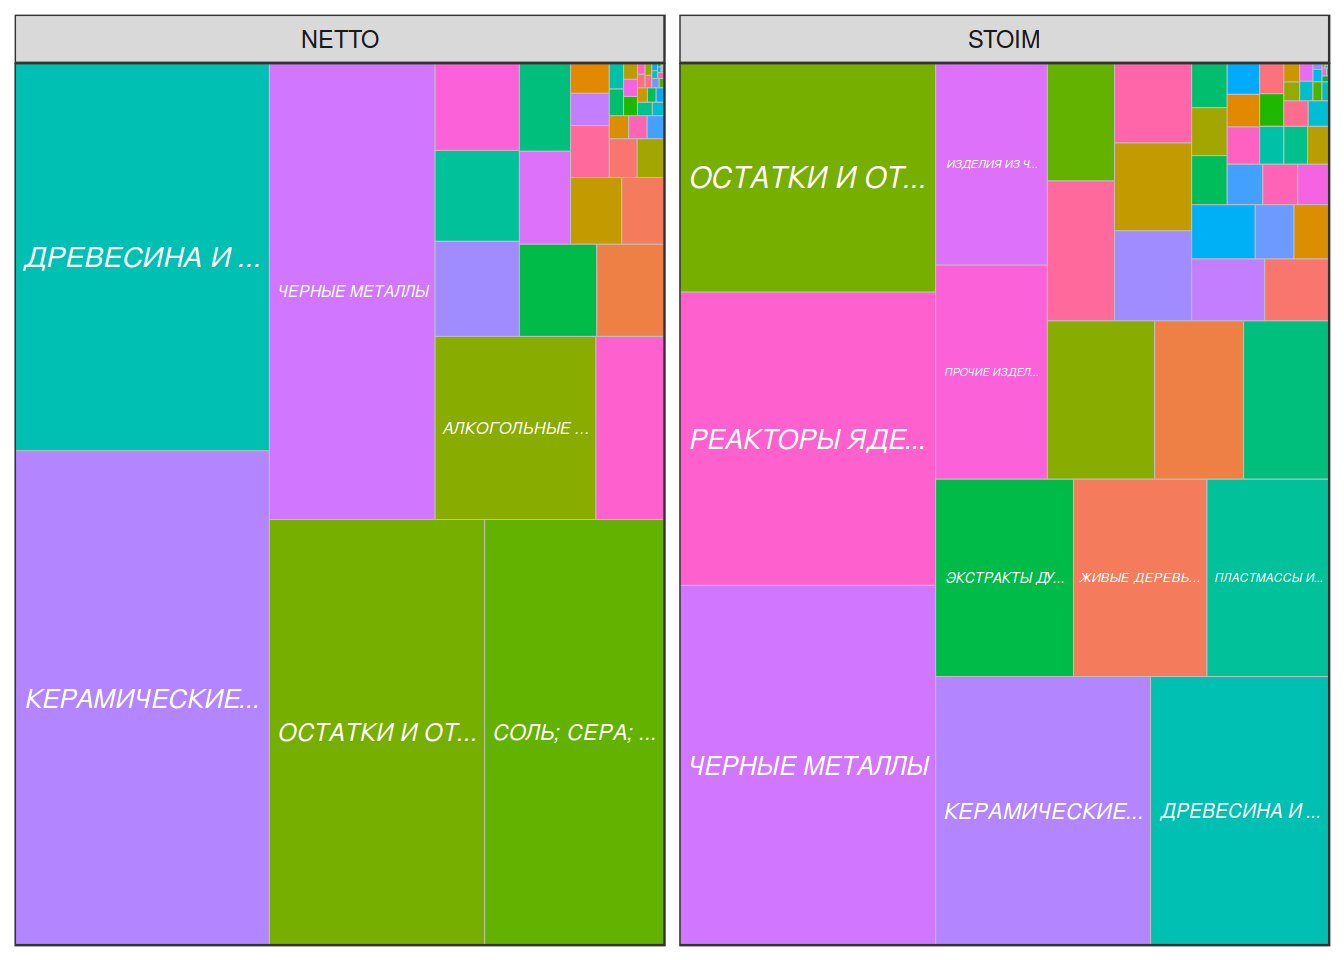 NETTO
ДРЕВЕСИНА И ...
ЧЕРНЫЕ МЕТАЛЛЫ
АЛКОГОЛЬНЫЕ ...
КЕРАМИЧЕСКИЕ...
ОСТАТКИ И ОТ...
СОЛЬ; СЕРА; ...
STOIM
ОСТАТКИ И ОТ...
ИЗДЕЛИЯ ИЗ Ч...
ПРОЧИЕ ИЗДЕЛ...
РЕАКТОРЫ ЯДЕ...
ЭКСТРАКТЫ ДУ...
ЖИВЫЕ ДЕРЕВЬ...
ПЛАСТМАССЫ И...
ЧЕРНЫЕ МЕТАЛЛЫ
КЕРАМИЧЕСКИЕ...
ДРЕВЕСИНА И ...